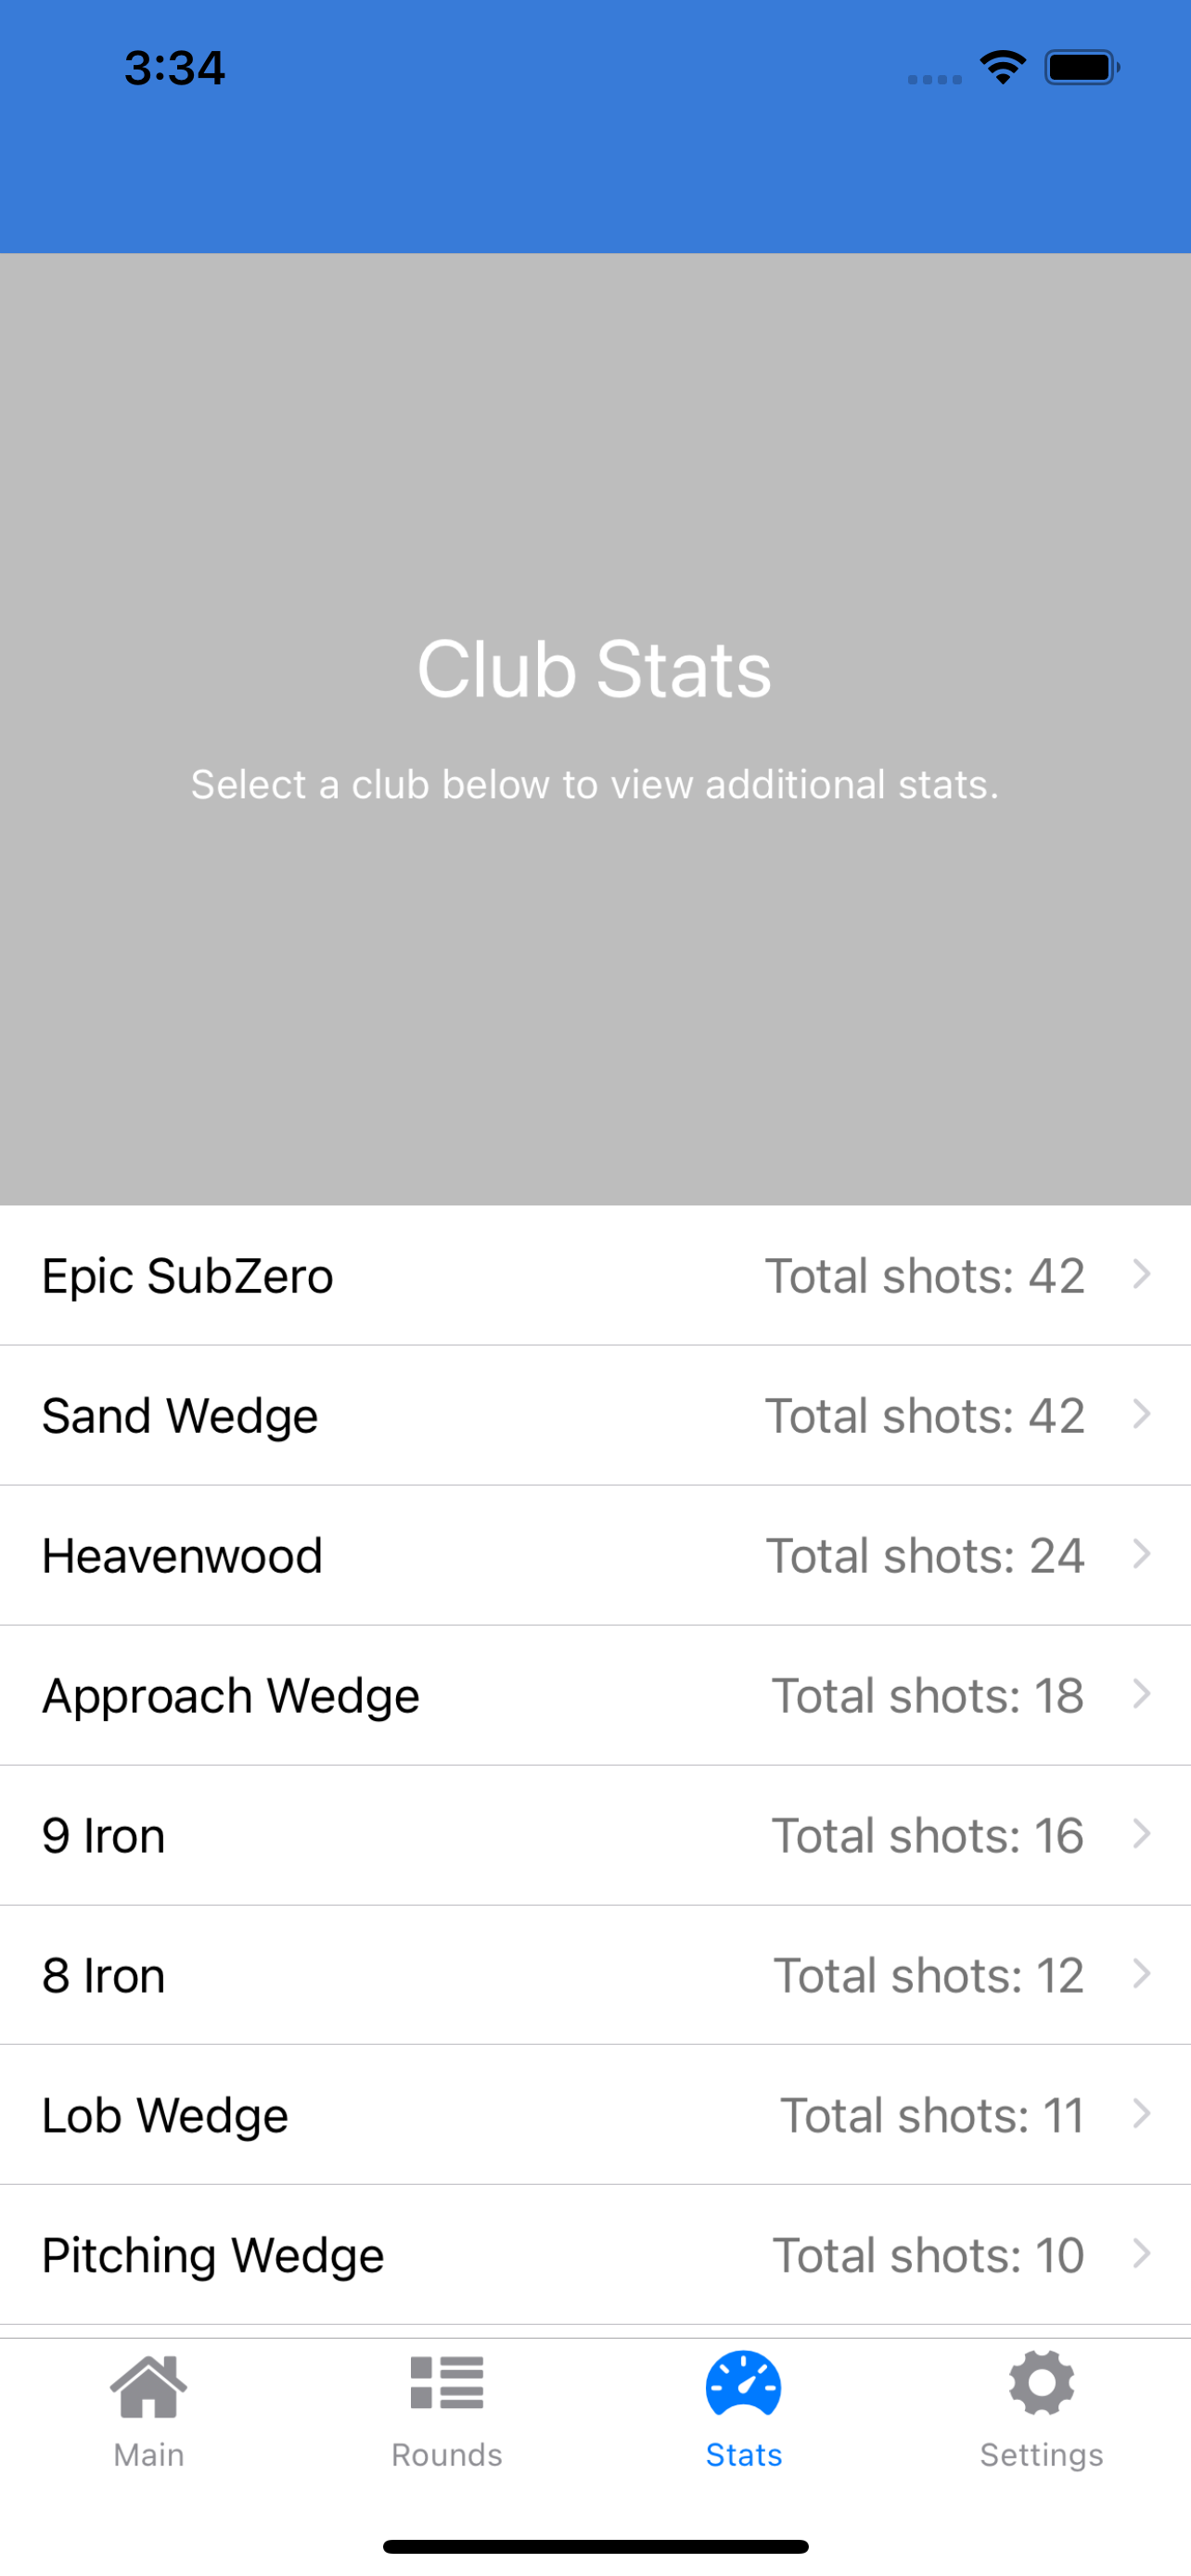 3:34
Club Stats
Select a club below to view additional stats.
Epic SubZero Total shots: 42
Sand Wedge Total shots: 42
Heavenwood Total shots: 24
Approach Wedge Total shots: 18
9 Iron Total shots: 16
8 Iron Total shots: 12
Lob Wedge Total shots: 11
Pitching Wedge Total shots: 10
Main Rounds Stats Settings